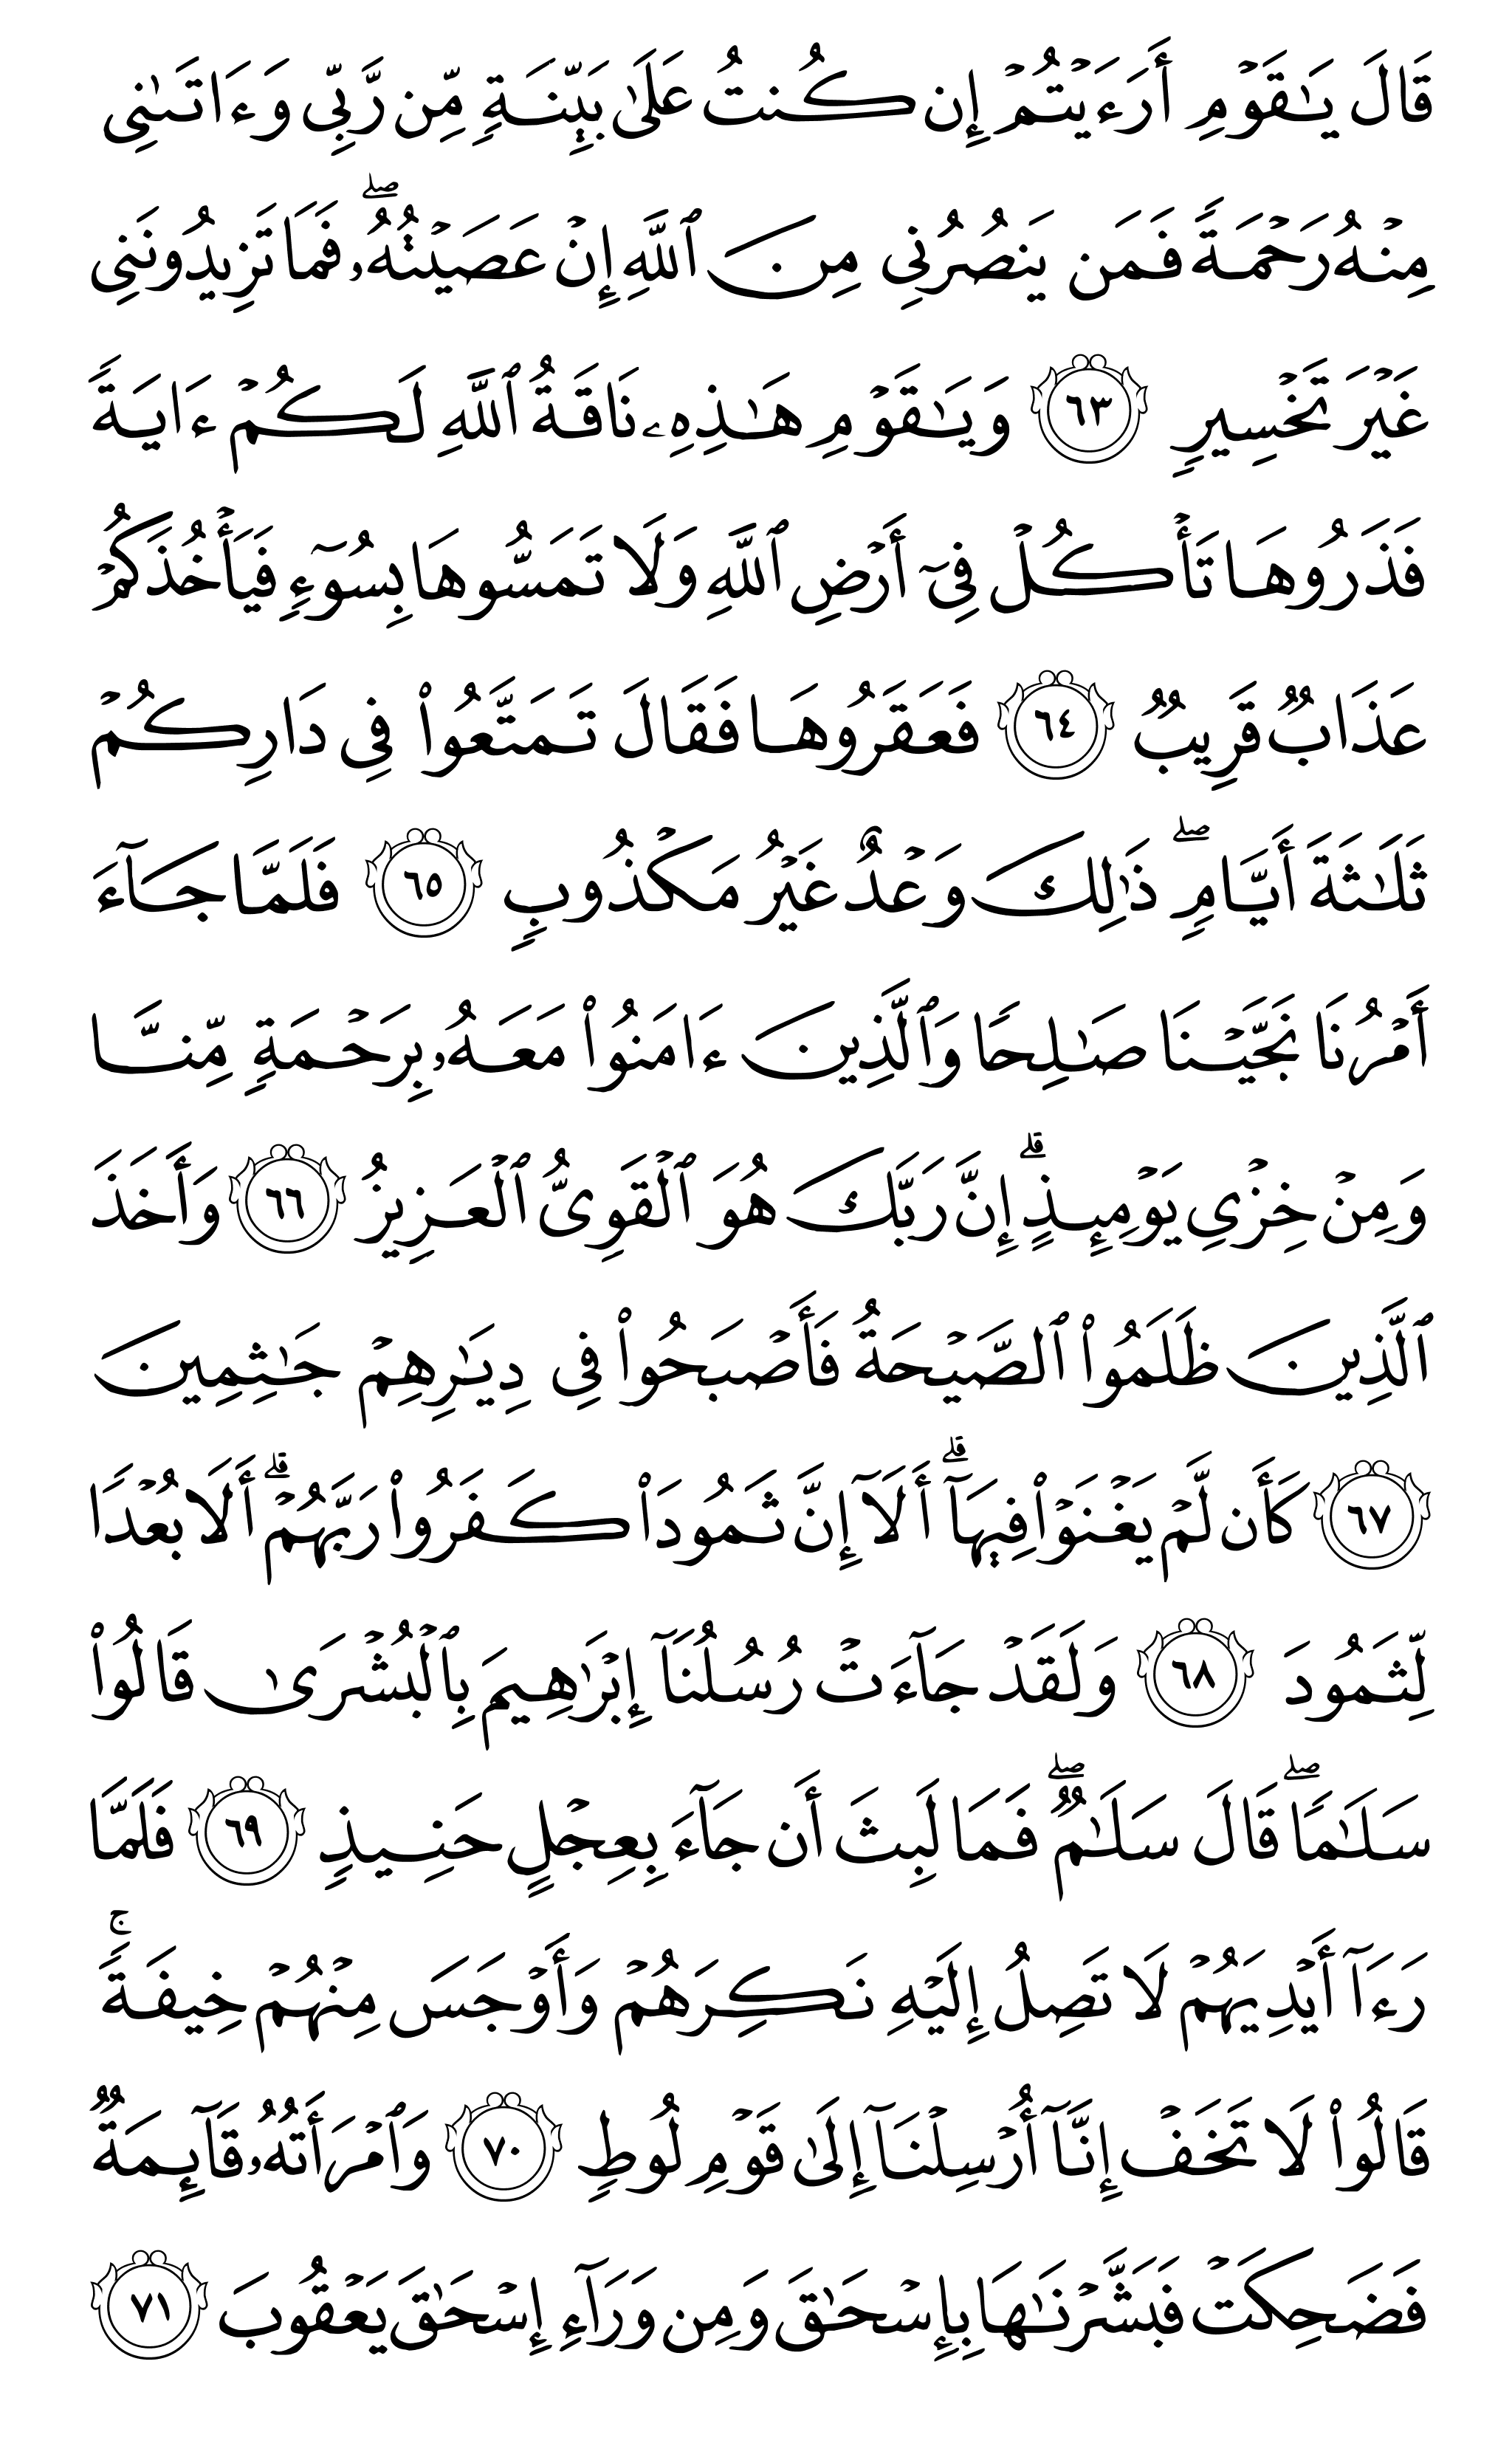 قَالَ يَـٰقَوۡمِ أَرَءَيۡتُمۡ إِن كُنتُ عَلَىٰ بَيِّنَةٖ مِّن رَّبِّي وَءَاتَىٰنِي
مِنۡهُ رَحۡمَةٗ فَمَن يَنصُرُنِي مِنَ ٱللَّهِ إِنۡ عَصَيۡتُهُۥۖ فَمَا تَزِيدُونَنِي
غَيۡرَ تَخۡسِيرٖ ٦٣ وَيَـٰقَوۡمِ هَـٰذِهِۦ نَاقَةُ ٱللَّهِ لَكُمۡ ءَايَةٗ
فَذَرُوهَا تَأۡكُلۡ فِيٓ أَرۡضِ ٱللَّهِ وَلَا تَمَسُّوهَا بِسُوٓءٖ فَيَأۡخُذَكُمۡ
عَذَابٞ قَرِيبٞ ٦٤ فَعَقَرُوهَا فَقَالَ تَمَتَّعُواْ فِي دَارِكُمۡ
ثَلَـٰثَةَ أَيَّامٖۖ ذَٰلِكَ وَعۡدٌ غَيۡرُ مَكۡذُوبٖ ٦٥ فَلَمَّا جَآءَ
أَمۡرُنَا نَجَّيۡنَا صَـٰلِحٗا وَٱلَّذِينَ ءَامَنُواْ مَعَهُۥ بِرَحۡمَةٖ مِّنَّا
وَمِنۡ خِزۡيِ يَوۡمِئِذٍۚ إِنَّ رَبَّكَ هُوَ ٱلۡقَوِيُّ ٱلۡعَزِيزُ ٦٦ وَأَخَذَ
ٱلَّذِينَ ظَلَمُواْ ٱلصَّيۡحَةُ فَأَصۡبَحُواْ فِي دِيَـٰرِهِمۡ جَـٰثِمِينَ
٦٧ كَأَن لَّمۡ يَغۡنَوۡاْ فِيهَآۗ أَلَآ إِنَّ ثَمُودَاْ كَفَرُواْ رَبَّهُمۡۗ أَلَا بُعۡدٗا
لِّثَمُودَ ٦٨ وَلَقَدۡ جَآءَتۡ رُسُلُنَآ إِبۡرَٰهِيمَ بِٱلۡبُشۡرَىٰ قَالُواْ
سَلَـٰمٗاۖ قَالَ سَلَـٰمٞۖ فَمَا لَبِثَ أَن جَآءَ بِعِجۡلٍ حَنِيذٖ ٦٩ فَلَمَّا
رَءَآ أَيۡدِيَهُمۡ لَا تَصِلُ إِلَيۡهِ نَكِرَهُمۡ وَأَوۡجَسَ مِنۡهُمۡ خِيفَةٗۚ
قَالُواْ لَا تَخَفۡ إِنَّآ أُرۡسِلۡنَآ إِلَىٰ قَوۡمِ لُوطٖ ٧٠ وَٱمۡرَأَتُهُۥ قَآئِمَةٞ
فَضَحِكَتۡ فَبَشَّرۡنَـٰهَا بِإِسۡحَـٰقَ وَمِن وَرَآءِ إِسۡحَـٰقَ يَعۡقُوبَ ٧١